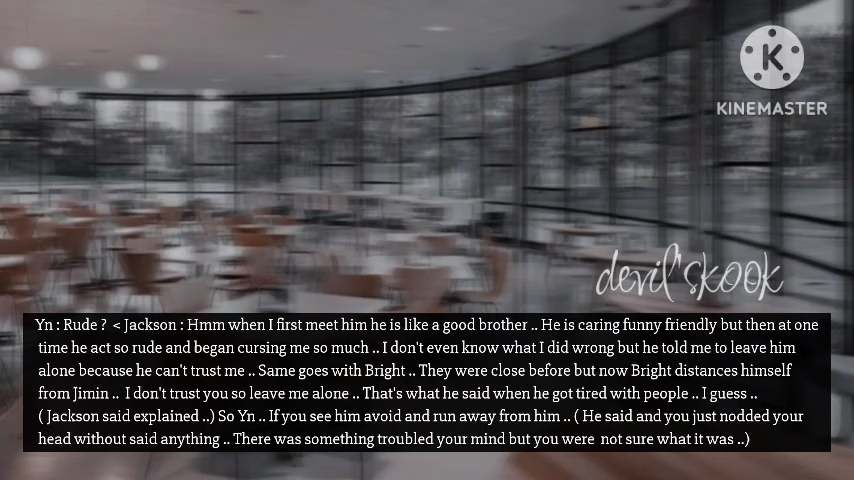 KINEMASTER
devil'skook
Yn : Rude ? < Jackson : Hmm when I first meet him he is like a good brother .. He is caring funny friendly but then at one
time he act so rude and began cursing me so much .. I don't even know what I did wrong but he told me to leave him
alone because he can't trust me .. Same goes with Bright .. They were close before but now Bright distances himself
from Jimin .. I don't trust you so leave me alone .. That's what he said when he got tired with people .. I guess ..
( Jackson said explained ..) So Yn .. If you see him avoid and run away from him .. ( He said and you just nodded your
head without said anything .. There was something troubled your mind but you were not sure what it was ..)